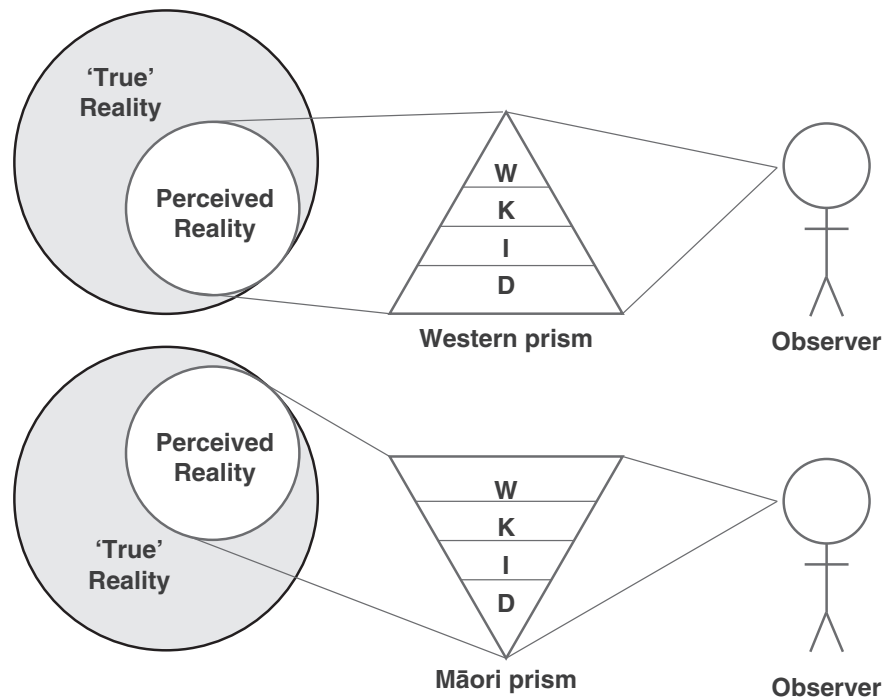 ‘True’
Reality
Perceived
Reality
W
K
I
D
Western prism
Observer
Perceived
Reality
‘True’
Reality
W
K
I
D
Māori prism
Observer